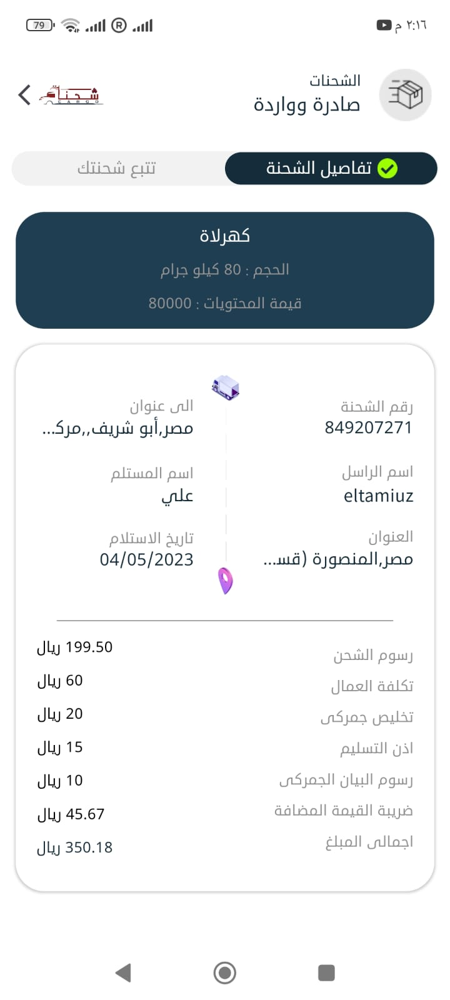 79
R
٢:١٦ م
الشحنات
صادرة وواردة
شحنات
CARGO
تفاصيل الشحنة
تتبع شحنتك
كهرلاة
الحجم : 80 كيلو جرام
قيمة المحتويات : 80000
رقم الشحنة
849207271
الى عنوان
مصر,أبو شريف,,مرك...
اسم الراسل
eltamiuz
اسم المستلم
علي
العنوان
مصر,المنصورة (قس...
تاريخ الاستلام
04/05/2023
رسوم الشحن
199.50 ريال
تكلفة العمال
60 ريال
تخليص جمركى
20 ريال
اذن التسليم
15 ريال
رسوم البيان الجمركى
10 ريال
ضريبة القيمة المضافة
45.67 ريال
اجمالى المبلغ
350.18 ريال